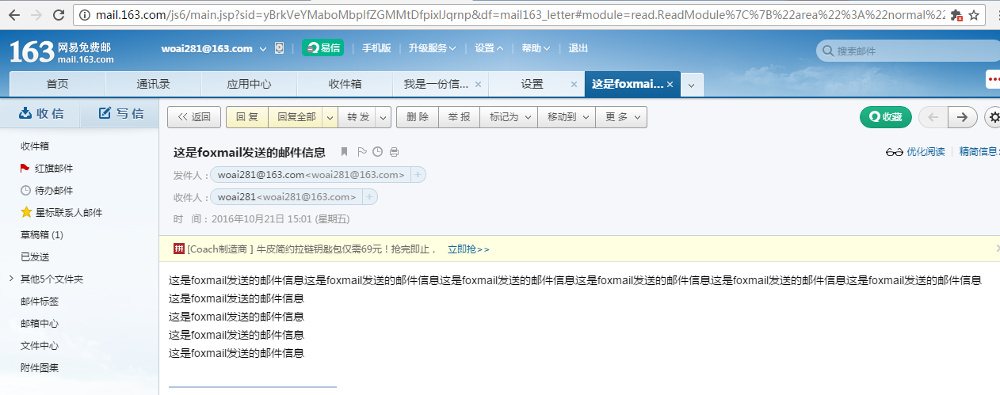 mail.163.com/js6/main.jsp?sid=yBrkVeYMaboMbpIfZGMMtDfpixIJqrnp&df=mail163_letter#module=read.ReadModule%7C%7B%22area%22%3A%22normal%22
163 网易免费邮
mail.163.com
woai281@163.com
易信
手机版
升级服务
设置
帮助
退出
搜索邮件
首页
通讯录
应用中心
收件箱
我是一份信...
设置
这是foxmai...
收 信
写 信
<< 返回
回 复
回复全部
转 发
删 除
举 报
标记为
移动到
更 多
收藏
收件箱
红旗邮件
待办邮件
星标联系人邮件
草稿箱 (1)
已发送
其他5个文件夹
邮件标签
邮箱中心
文件中心
附件图集
这是foxmail发送的邮件信息
优化阅读
精简信息
发件人：woai281@163.com<woai281@163.com> +
收件人：woai281<woai281@163.com> +
时 间：2016年10月21日 15:01 (星期五)
拼 [Coach制造商 ] 牛皮简约拉链钥匙包仅需69元！抢完即止， 立即抢>>
这是foxmail发送的邮件信息这是foxmail发送的邮件信息这是foxmail发送的邮件信息这是foxmail发送的邮件信息这是foxmail发送的邮件信息这是foxmail发送的邮件信息
这是foxmail发送的邮件信息
这是foxmail发送的邮件信息
这是foxmail发送的邮件信息
这是foxmail发送的邮件信息